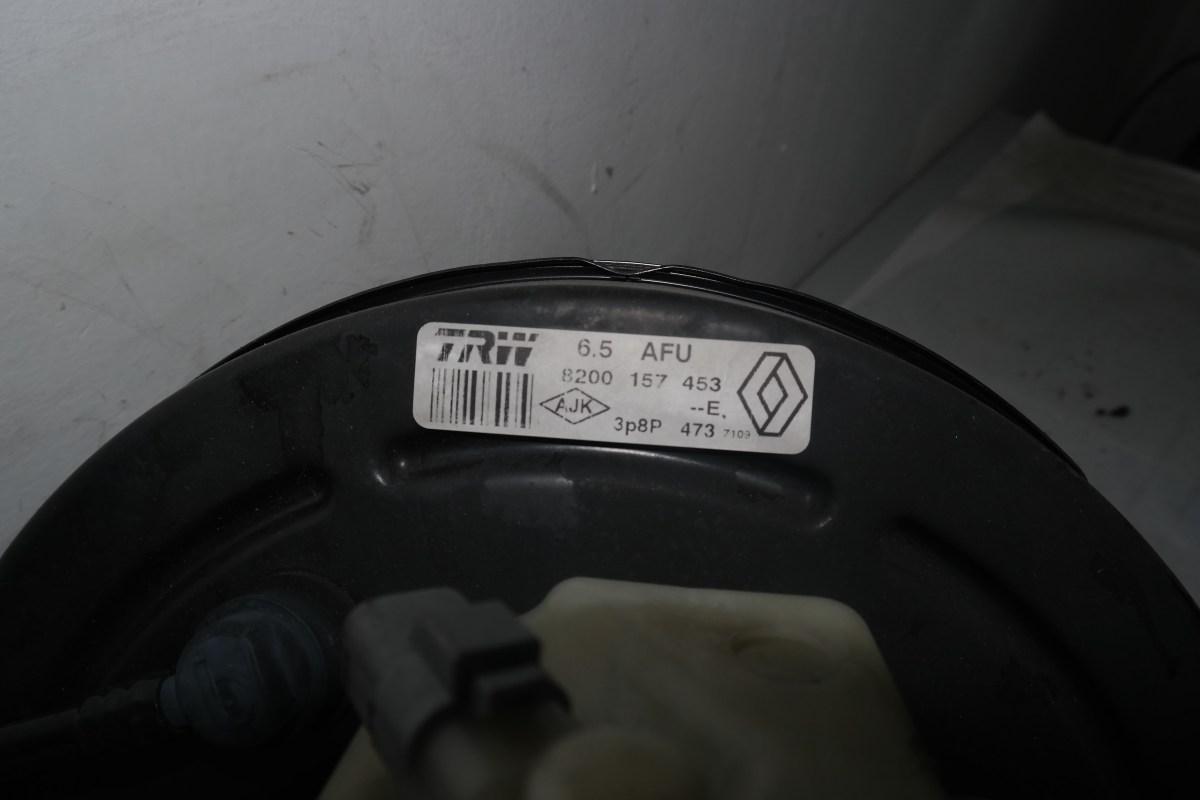 TRW 6.5 AFU
8200 157 453
AJK --E.
3p8P 473 7109